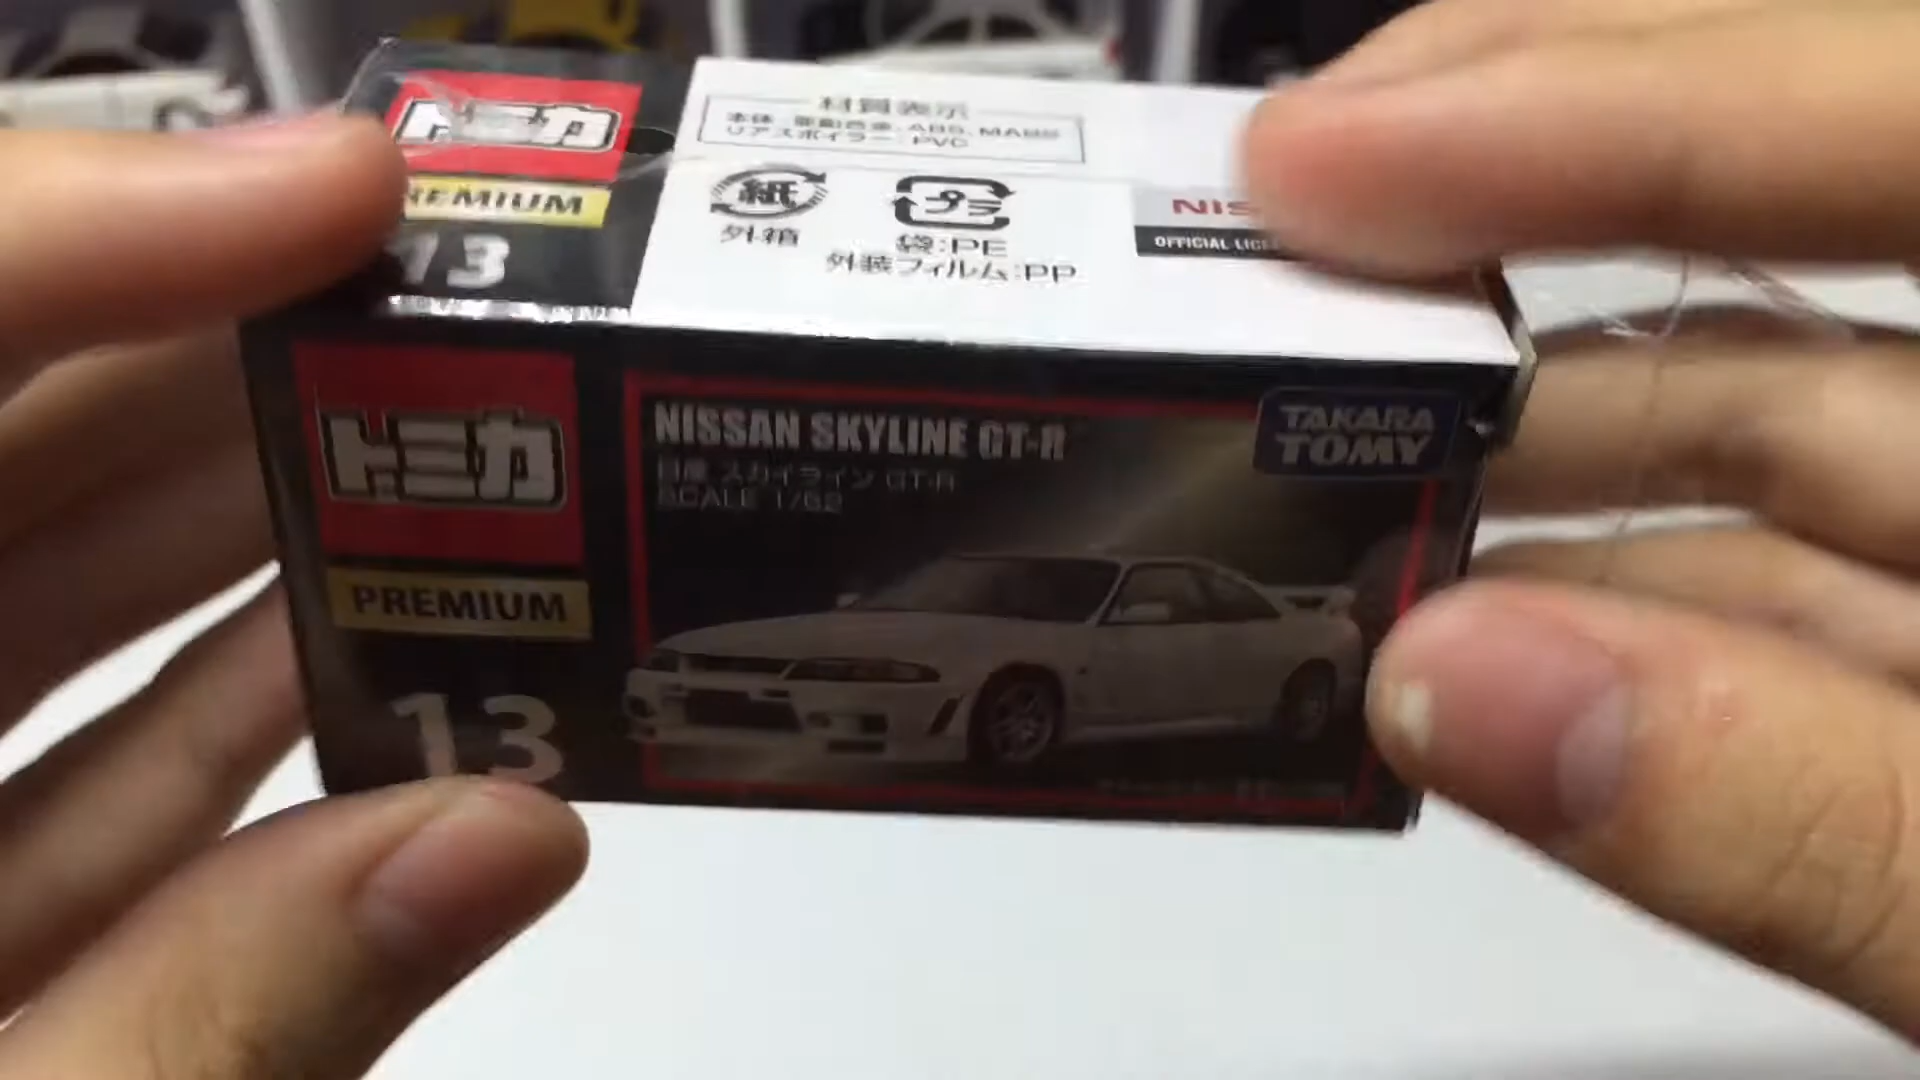 トミカ
PREMIUM
13
材質表示
本体:亜鉛合金、ABS、MABS
リアスポイラー:PVC
紙
外箱
プラ
袋:PE
外装フィルム:PP
NIS
OFFICIAL LICE
トミカ
PREMIUM
13
NISSAN SKYLINE GT-R
日産 スカイライン GT-R
SCALE 1/62
TAKARA
TOMY